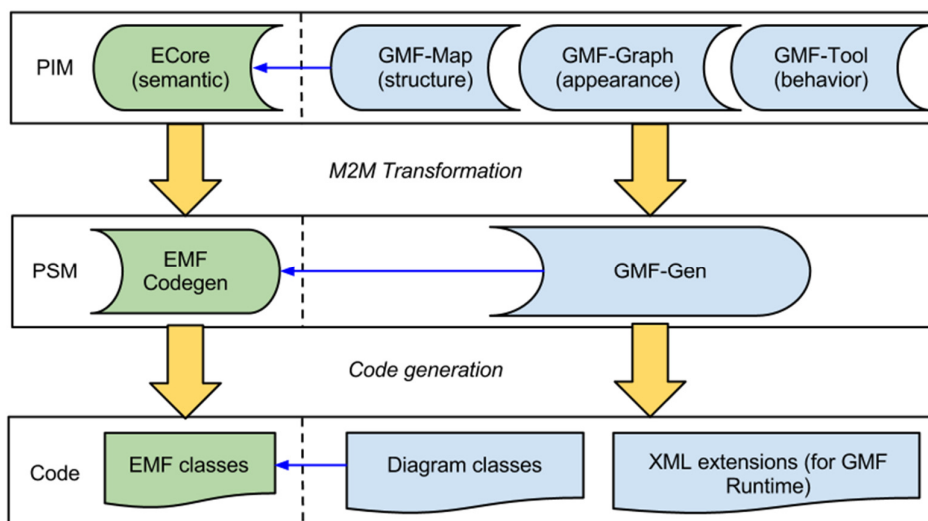 PIM
ECore
(semantic)
GMF-Map
(structure)
GMF-Graph
(appearance)
GMF-Tool
(behavior)
M2M Transformation
PSM
EMF
Codegen
GMF-Gen
Code generation
Code
EMF classes
Diagram classes
XML extensions (for GMF
Runtime)